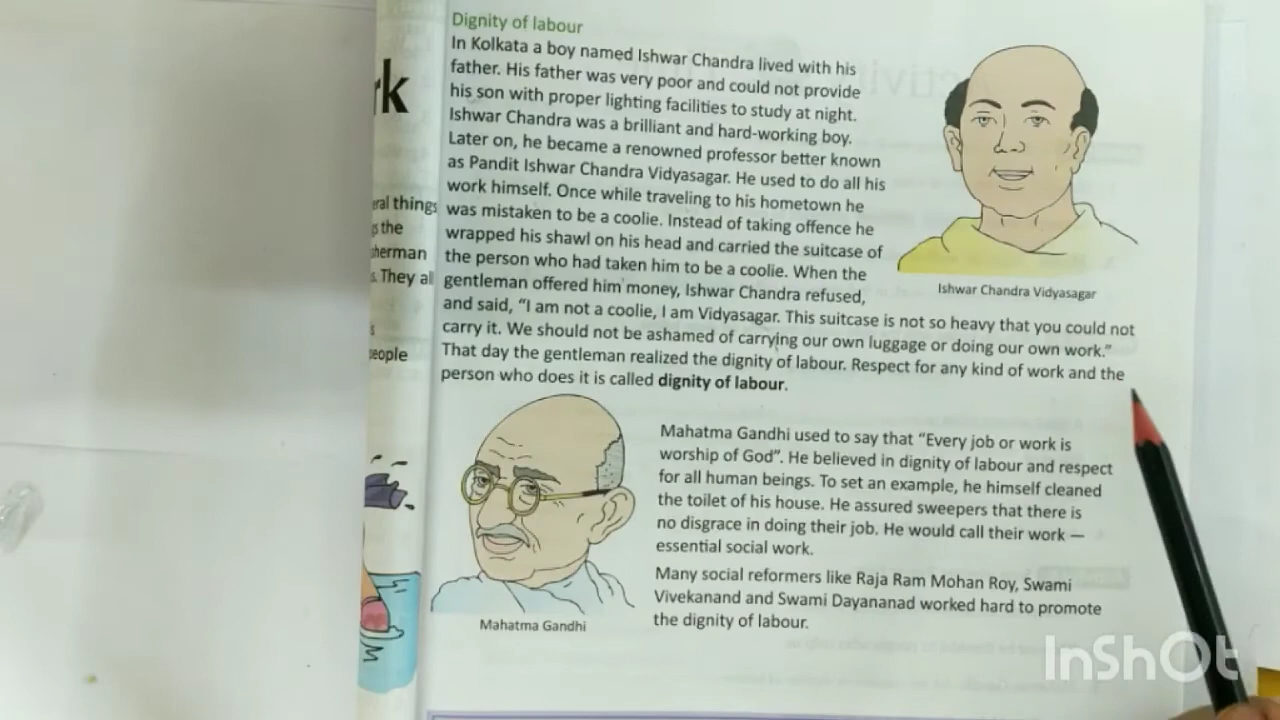 Dignity of labour
In Kolkata a boy named Ishwar Chandra lived with his
father. His father was very poor and could not provide
his son with proper lighting facilities to study at night.
Ishwar Chandra was a brilliant and hard-working boy.
Later on, he became a renowned professor better known
as Pandit Ishwar Chandra Vidyasagar. He used to do all his
work himself. Once while traveling to his hometown he
was mistaken to be a coolie. Instead of taking offence he
wrapped his shawl on his head and carried the suitcase of
the person who had taken him to be a coolie. When the
gentleman offered him money, Ishwar Chandra refused,
and said, “I am not a coolie, I am Vidyasagar. This suitcase is not so heavy that you could not
carry it. We should not be ashamed of carrying our own luggage or doing our own work.”
That day the gentleman realized the dignity of labour. Respect for any kind of work and the
person who does it is called dignity of labour.
Ishwar Chandra Vidyasagar
Mahatma Gandhi used to say that “Every job or work is
worship of God”. He believed in dignity of labour and respect
for all human beings. To set an example, he himself cleaned
the toilet of his house. He assured sweepers that there is
no disgrace in doing their job. He would call their work —
essential social work.
Many social reformers like Raja Ram Mohan Roy, Swami
Vivekanand and Swami Dayananad worked hard to promote
the dignity of labour.
Mahatma Gandhi
rk
things
the
They all
people
InShOt